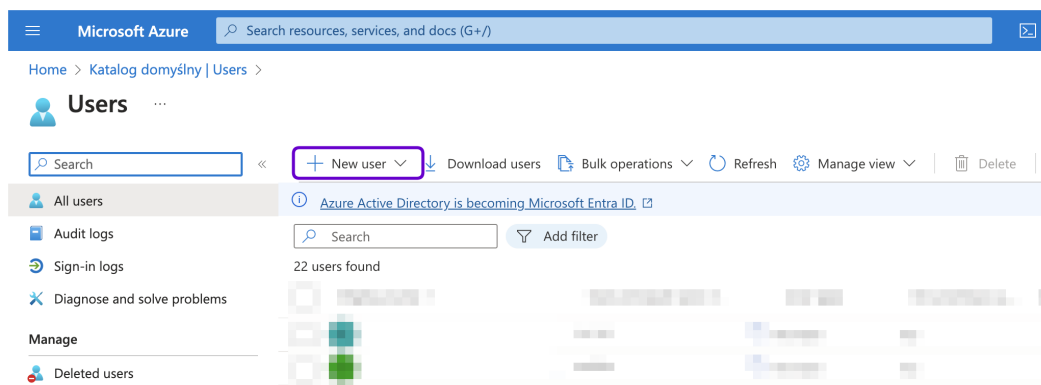 Microsoft Azure
Search resources, services, and docs (G+/)
Home > Katalog domyślny | Users >
Users ...
Search
New user
Download users
Bulk operations
Refresh
Manage view
Delete
All users
Azure Active Directory is becoming Microsoft Entra ID.
Audit logs
Search
Add filter
Sign-in logs
22 users found
Diagnose and solve problems
Manage
Deleted users